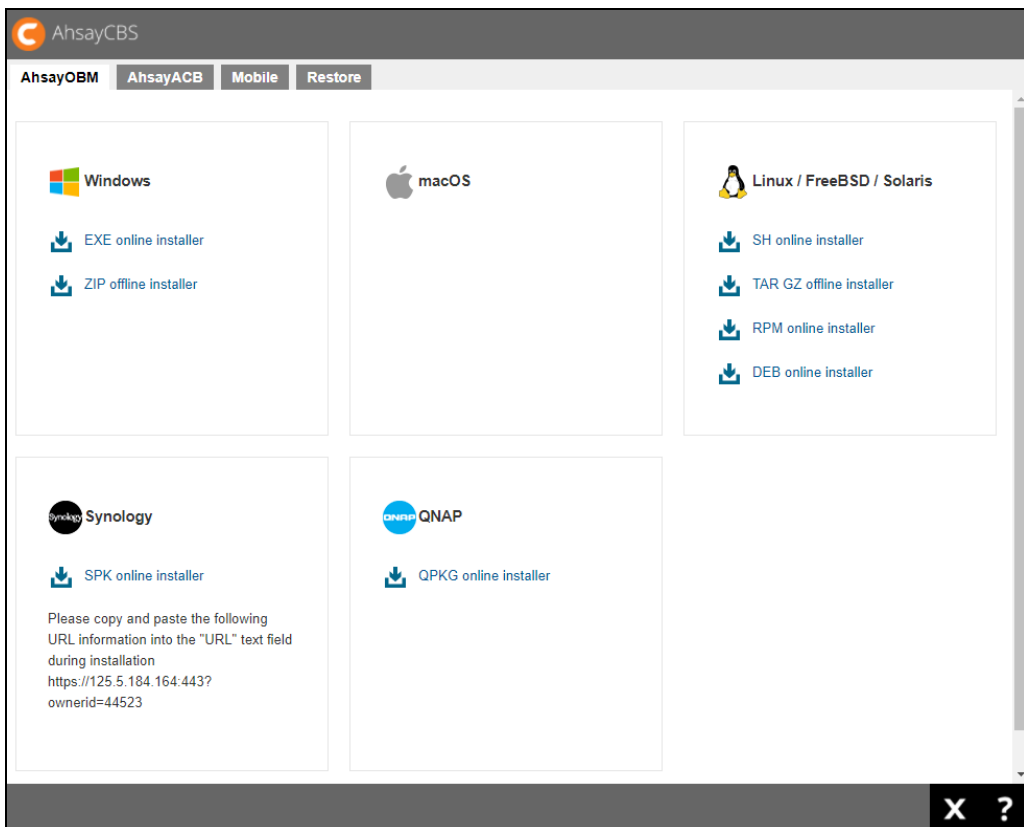 AhsayCBS
AhsayOBM AhsayACB Mobile Restore
Windows
EXE online installer
ZIP offline installer
macOS
Linux / FreeBSD / Solaris
SH online installer
TAR GZ offline installer
RPM online installer
DEB online installer
Synology Synology
SPK online installer
Please copy and paste the following
URL information into the "URL" text field
during installation
https://125.5.184.164:443?
ownerid=44523
QNAP QNAP
QPKG online installer
X ?